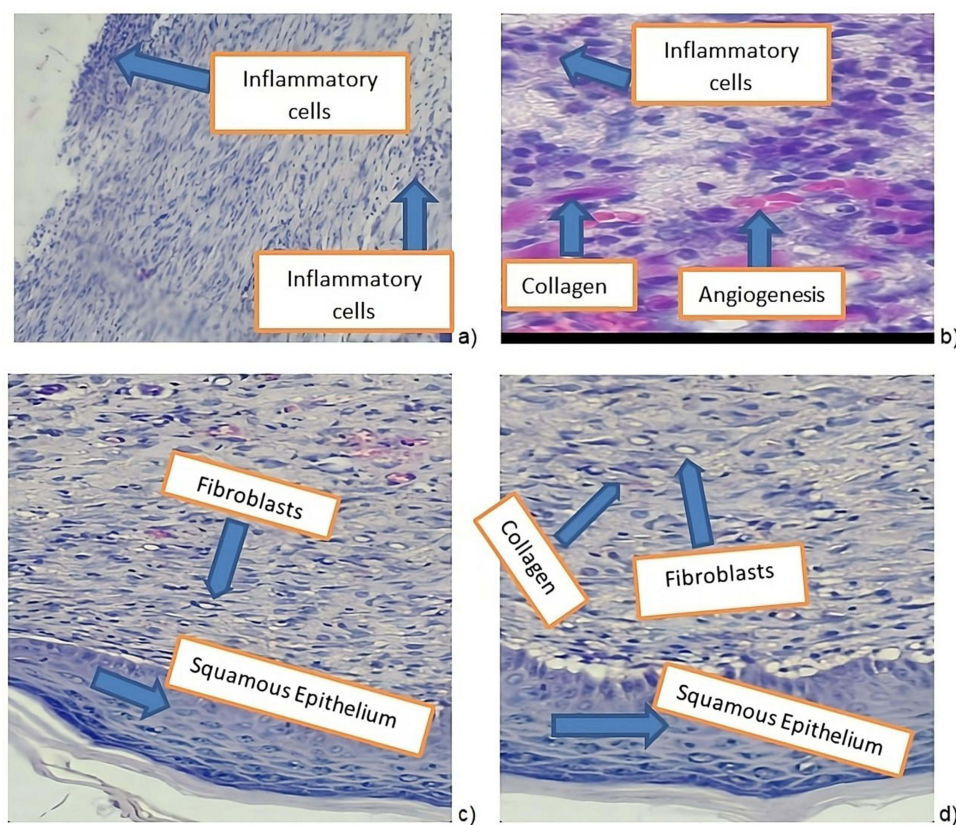 Inflammatory
cells
Inflammatory
cells
a)
Inflammatory
cells
Collagen
Angiogenesis
b)
Fibroblasts
Squamous Epithelium
c)
Collagen
Fibroblasts
Squamous Epithelium
d)